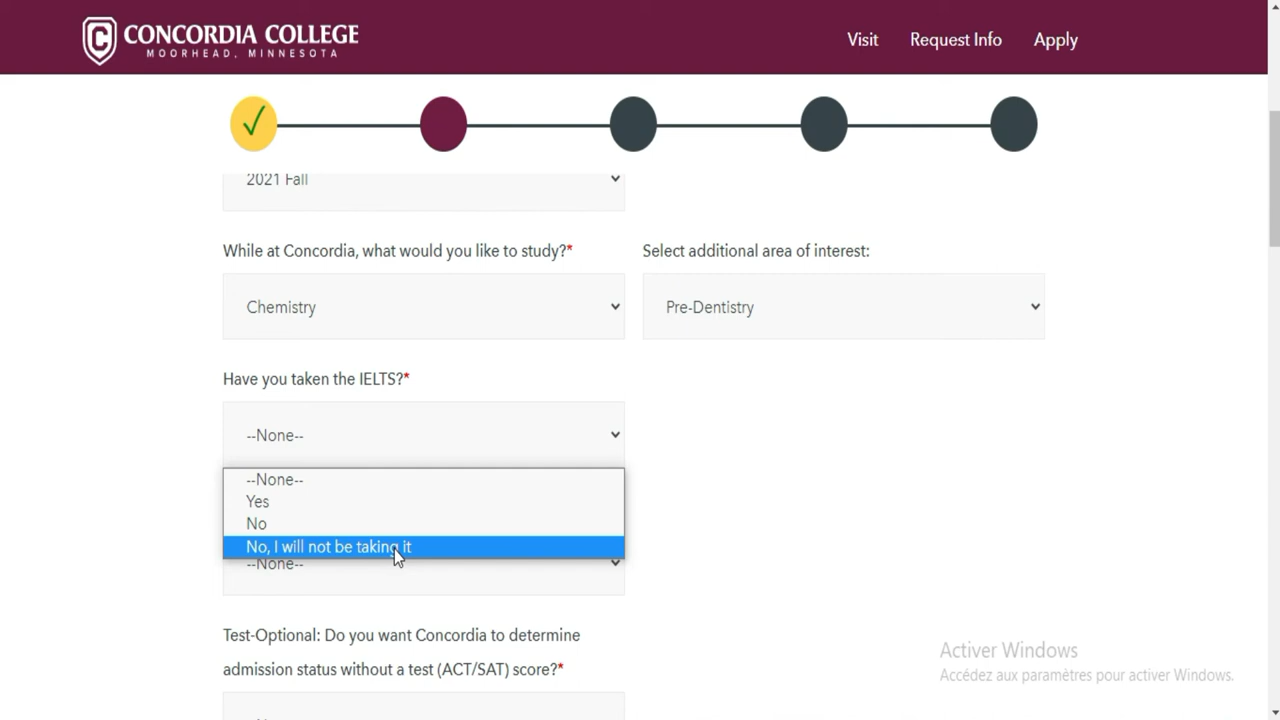 CONCORDIA COLLEGE
MOORHEAD, MINNESOTA
Visit
Request Info
Apply
2021 Fall
While at Concordia, what would you like to study?*
Select additional area of interest:
Chemistry
Pre-Dentistry
Have you taken the IELTS?*
--None--
--None--
Yes
No
No, I will not be taking it
--None--
Test-Optional: Do you want Concordia to determine
admission status without a test (ACT/SAT) score?*
Activer Windows
Accédez aux paramètres pour activer Windows.